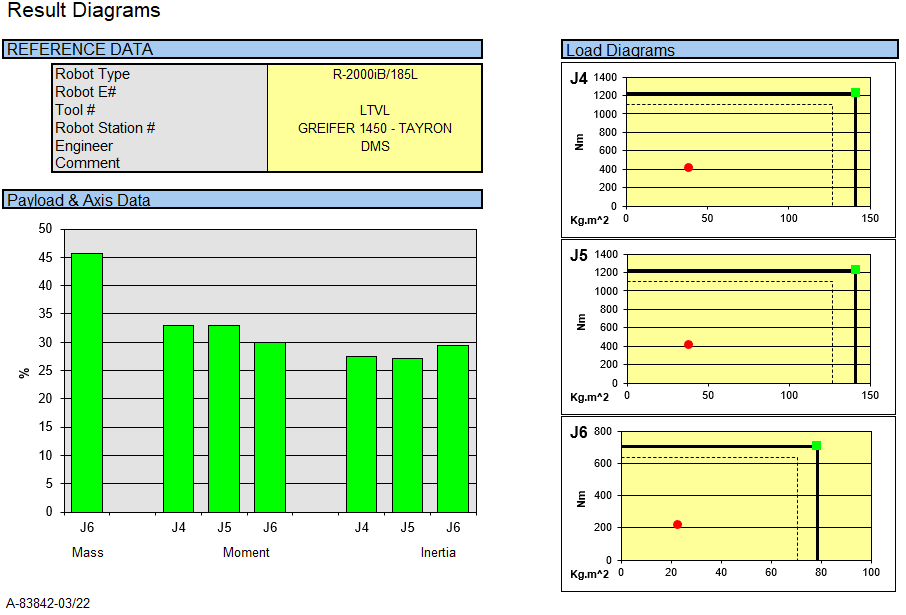 Result Diagrams
REFERENCE DATA
Robot Type R-2000iB/185L
Robot E#
Tool # LTVL
Robot Station # GREIFER 1450 - TAYRON
Engineer DMS
Comment
Payload & Axis Data
50
45
40
35
30
25
20
15
10
5
0
%
J6 J4 J5 J6 J4 J5 J6
Mass Moment Inertia
Load Diagrams
J4
1400
1200
1000
800
600
400
200
0
Nm
Kg.m^2 0 50 100 150
J5
1400
1200
1000
800
600
400
200
0
Nm
Kg.m^2 0 50 100 150
J6
800
600
400
200
0
Nm
Kg.m^2 0 20 40 60 80 100
A-83842-03/22